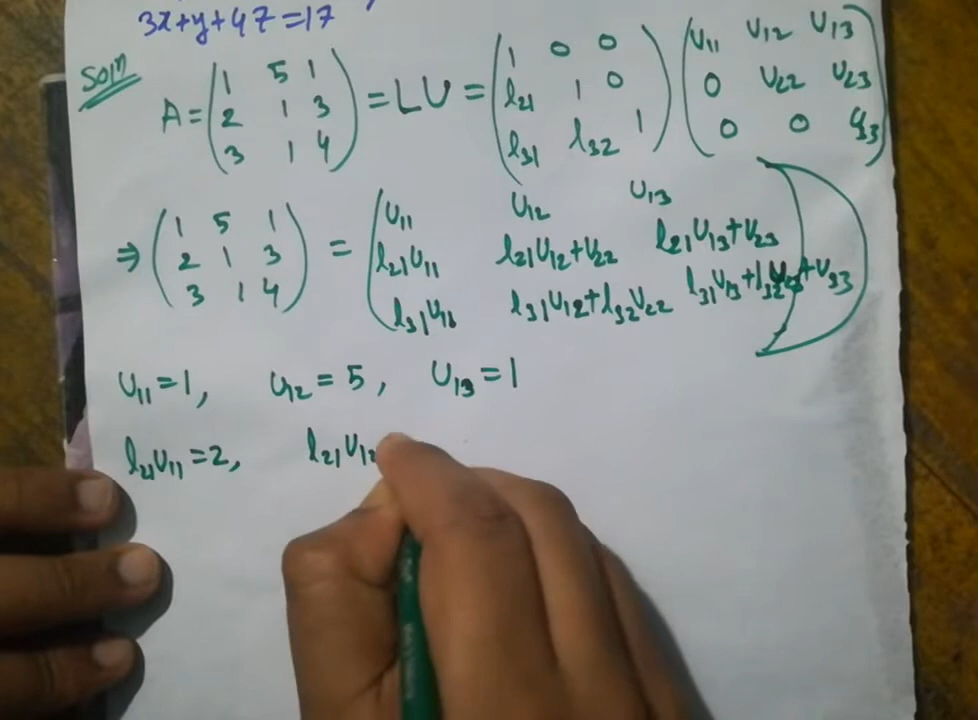 3x+y+4z=17
Soln
A = (1 5 1; 2 1 3; 3 1 4) = LU = (1 0 0; l21 1 0; l31 l32 1) (U11 U12 U13; 0 U22 U23; 0 0 U33)
⇒ (1 5 1; 2 1 3; 3 1 4) = (U11 U12 U13; l21U11 l21U12+U22 l21U13+U23; l31U11 l31U12+l32U22 l31U13+l32U23+U33)
U11=1, U12=5, U13=1
l21U11=2, l21U12